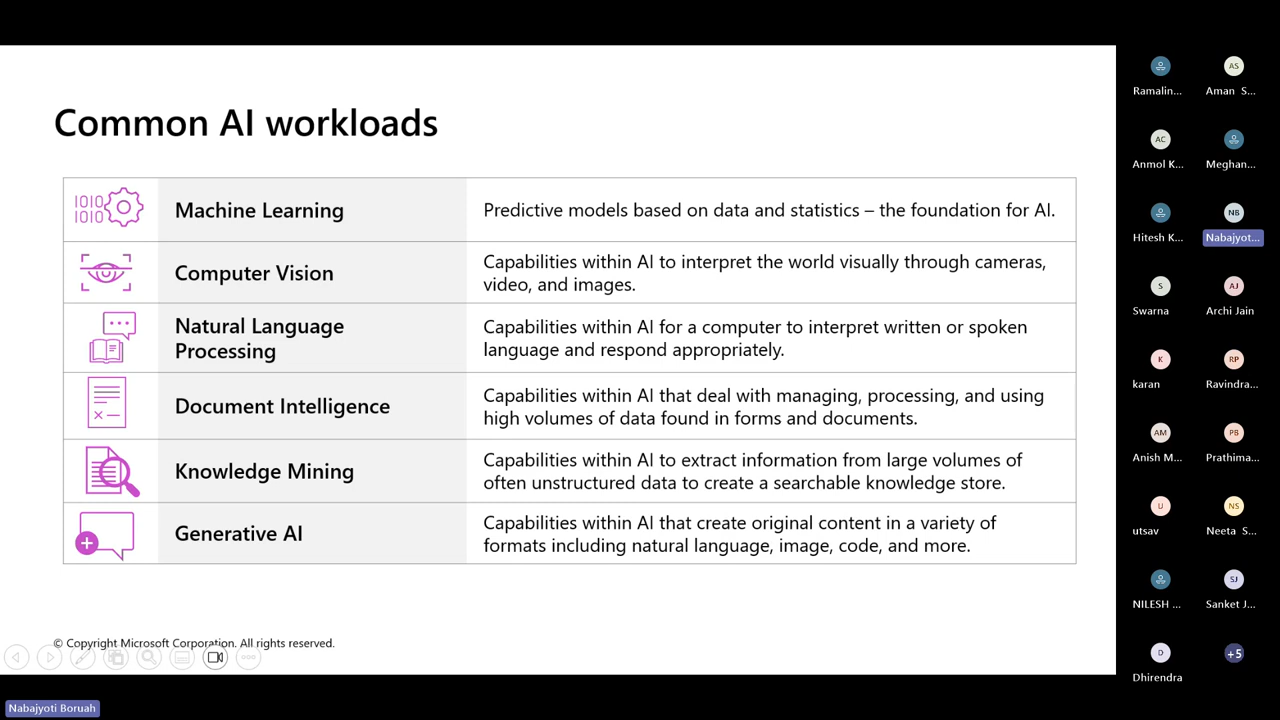 Common AI workloads
1010
1010
Machine Learning
Predictive models based on data and statistics – the foundation for AI.
Computer Vision
Capabilities within AI to interpret the world visually through cameras,
video, and images.
Natural Language
Processing
Capabilities within AI for a computer to interpret written or spoken
language and respond appropriately.
Document Intelligence
Capabilities within AI that deal with managing, processing, and using
high volumes of data found in forms and documents.
Knowledge Mining
Capabilities within AI to extract information from large volumes of
often unstructured data to create a searchable knowledge store.
Generative AI
Capabilities within AI that create original content in a variety of
formats including natural language, image, code, and more.
© Copyright Microsoft Corporation. All rights reserved.
Nabajyoti Boruah
Ramalin...
AS
Aman S...
AC
Anmol K...
Meghan...
Hitesh K...
NB
Nabajyot...
S
Swarna
AJ
Archi Jain
K
karan
RP
Ravindra...
AM
Anish M...
PB
Prathima...
U
utsav
NS
Neeta S...
NILESH ...
SJ
Sanket J...
D
Dhirendra
+5